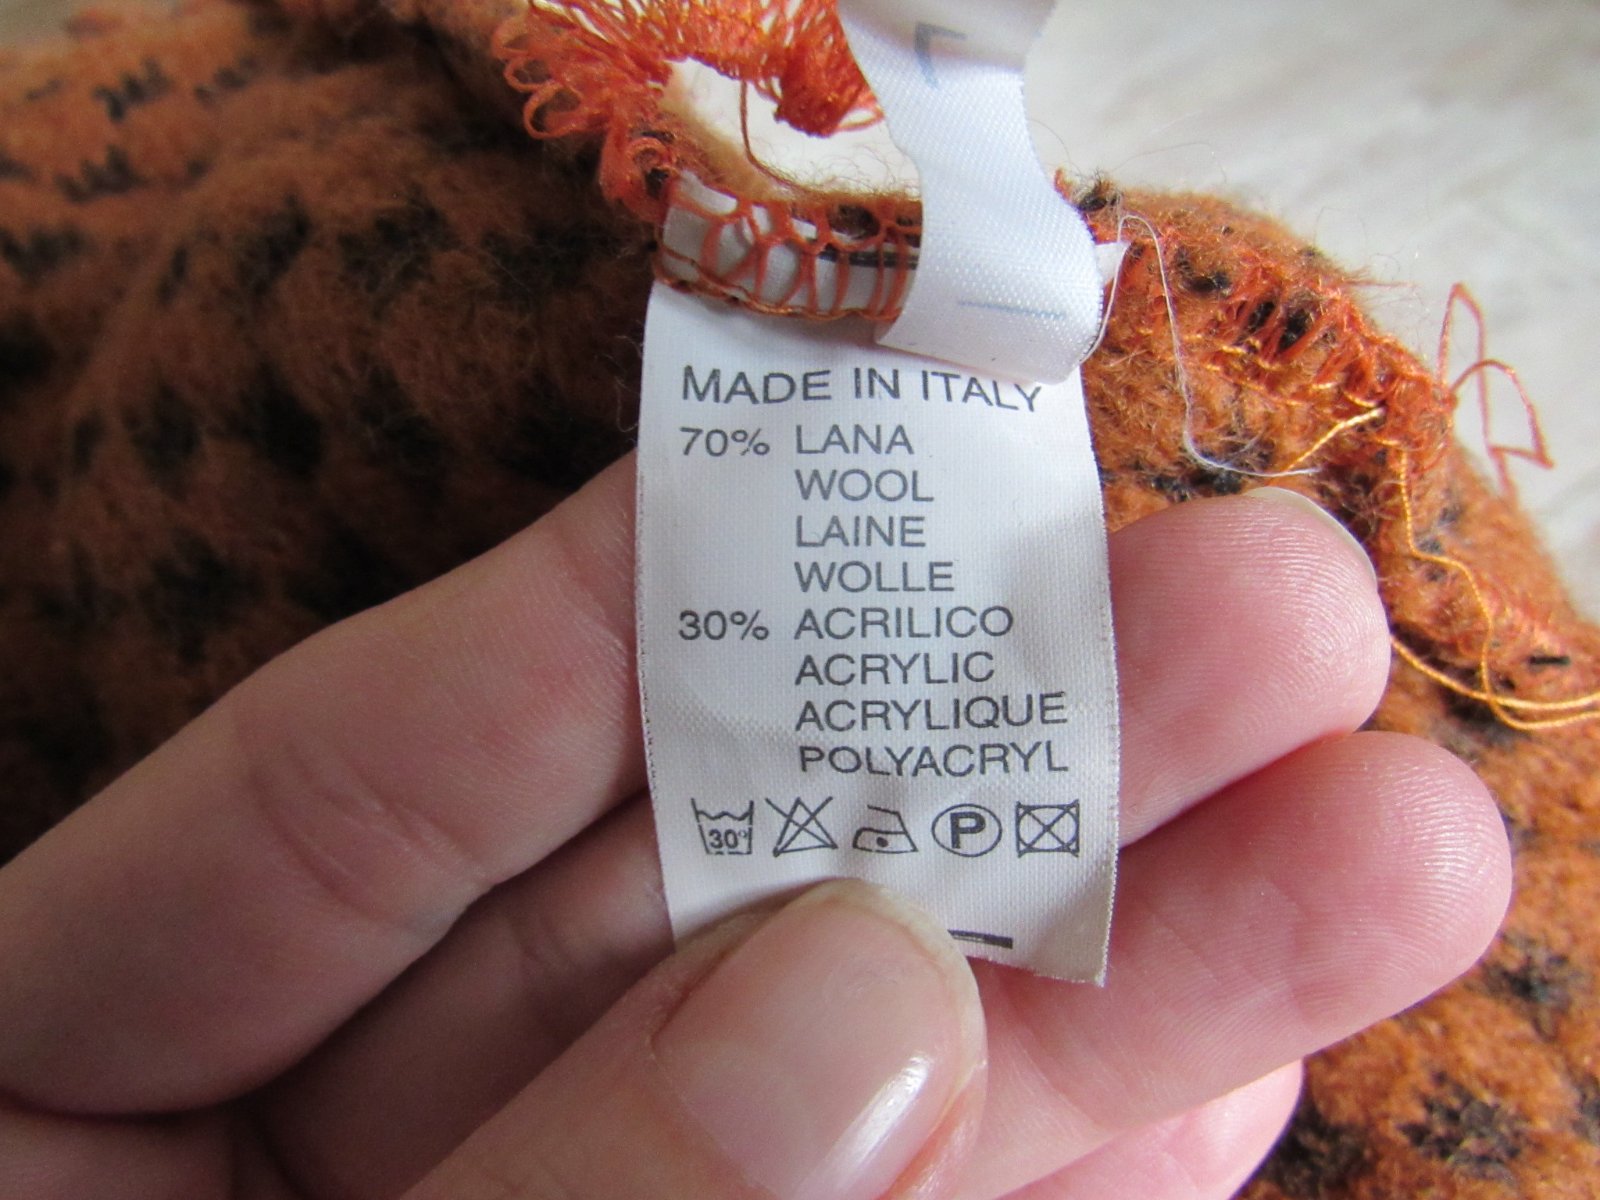 MADE IN ITALY
70% LANA
WOOL
LAINE
WOLLE
30% ACRILICO
ACRYLIC
ACRYLIQUE
POLYACRYL
30° P